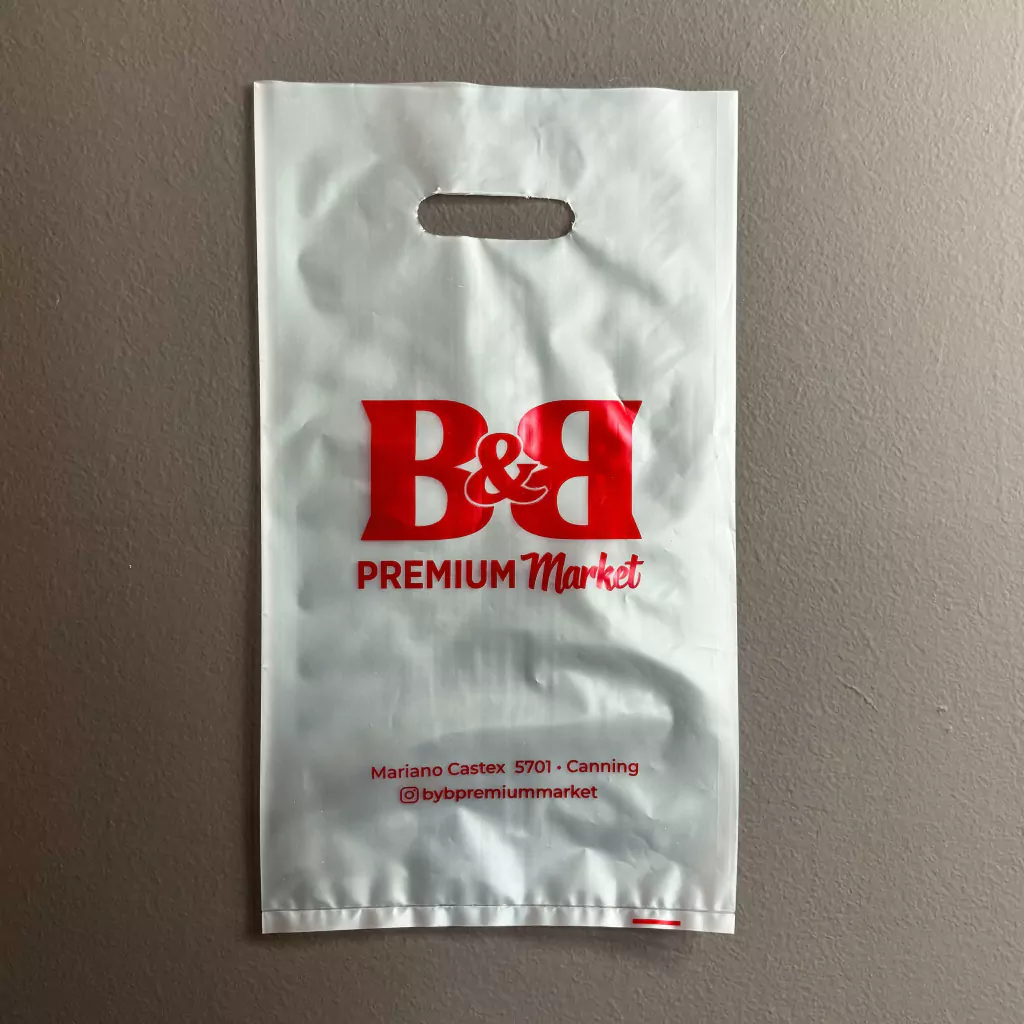 B&B
PREMIUM Market
Mariano Castex 5701 • Canning
bybpremiummarket